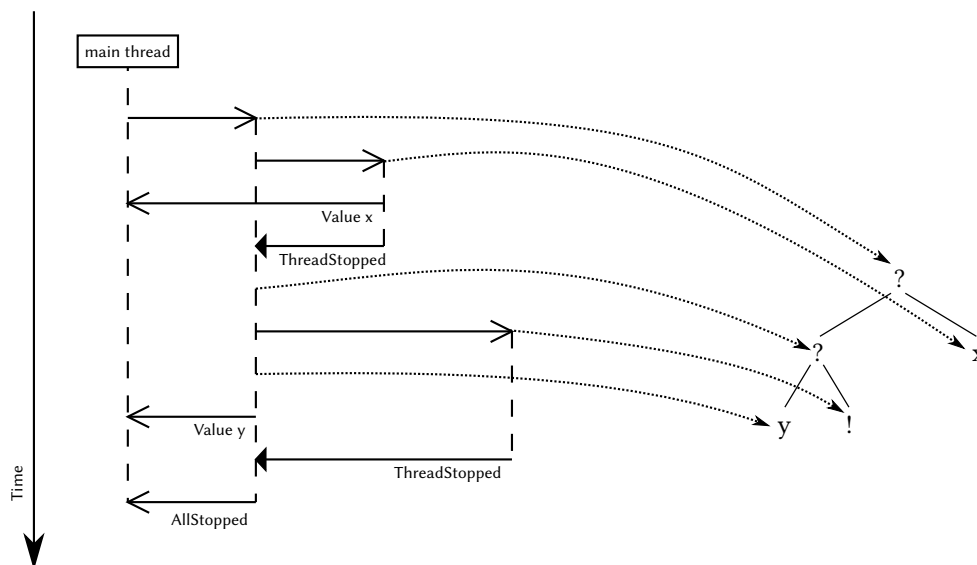 main thread
Value x
ThreadStopped
?
?
x
y
!
Value y
ThreadStopped
AllStopped
Time